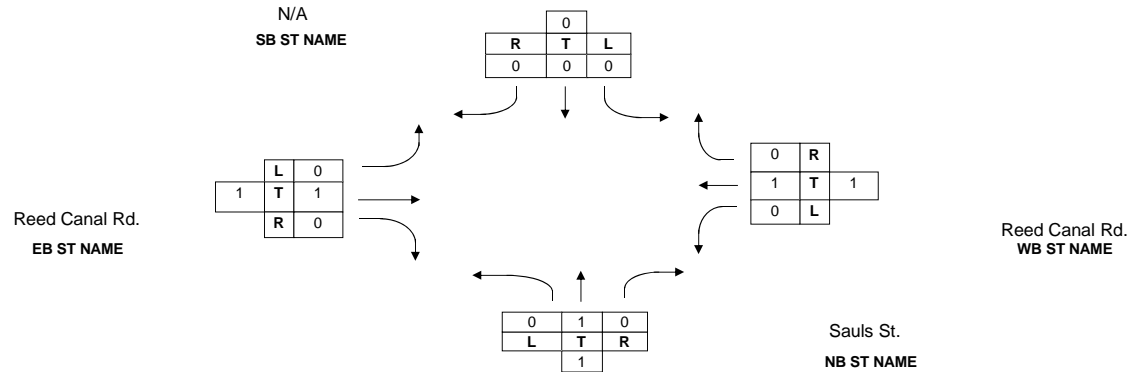 N/A
SB ST NAME
0
R T L
0 0 0
L 0
1 T 1
R 0
Reed Canal Rd.
EB ST NAME
0 R
1 T 1
0 L
Reed Canal Rd.
WB ST NAME
0 1 0
L T R
1
Sauls St.
NB ST NAME